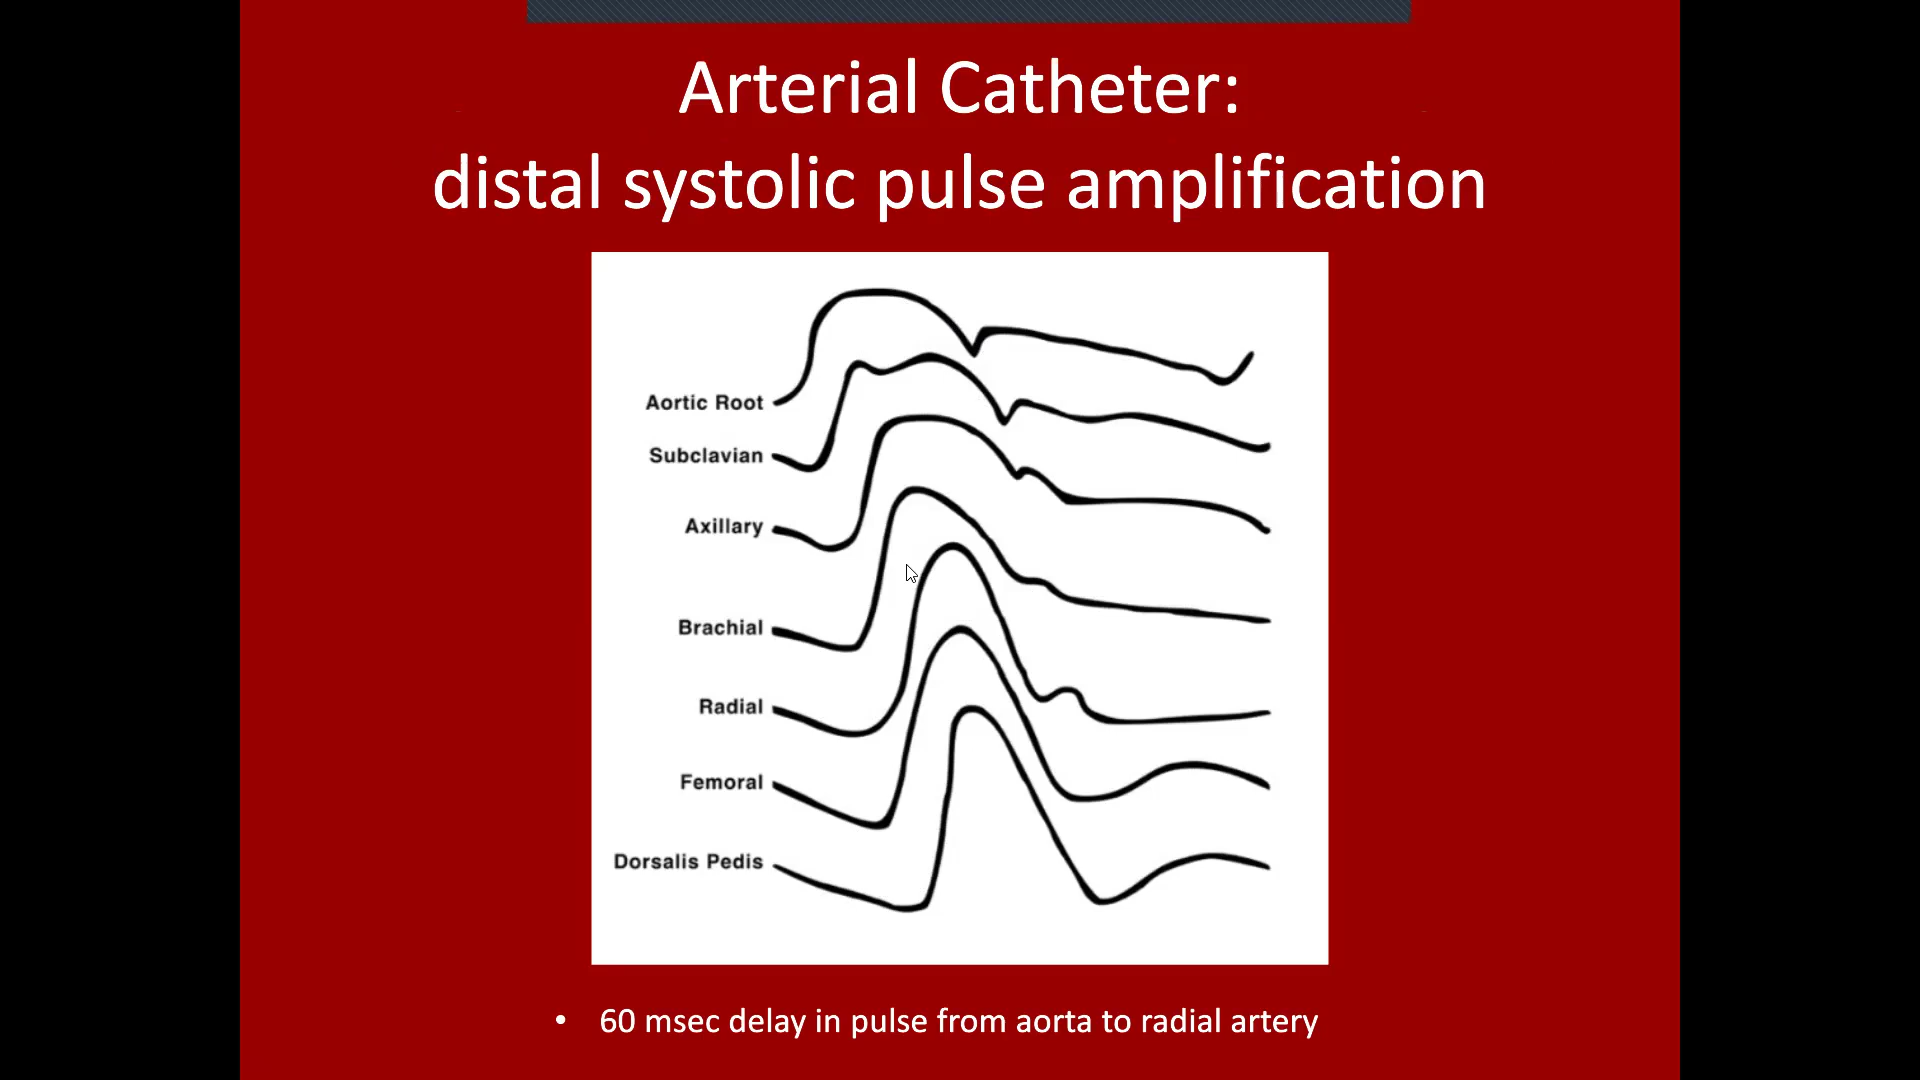 Arterial Catheter:
distal systolic pulse amplification
Aortic Root
Subclavian
Axillary
Brachial
Radial
Femoral
Dorsalis Pedis
• 60 msec delay in pulse from aorta to radial artery